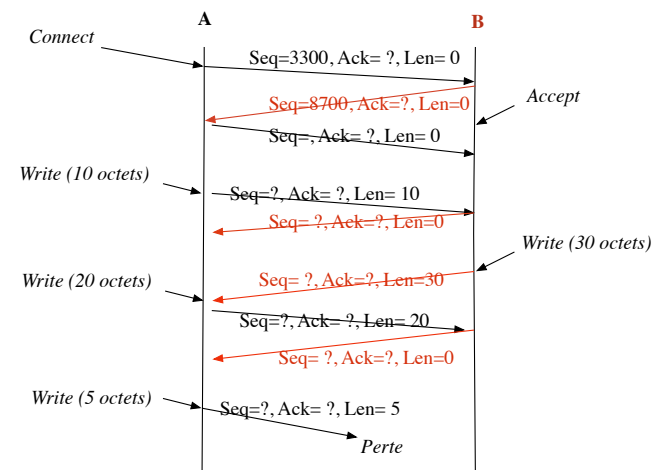 A
B
Connect
Seq=3300, Ack= ?, Len= 0
Seq=8700, Ack=?, Len=0
Accept
Seq=, Ack= ?, Len= 0
Write (10 octets)
Seq=?, Ack= ?, Len= 10
Seq= ?, Ack=?, Len=0
Write (30 octets)
Seq= ?, Ack=?, Len=30
Write (20 octets)
Seq=?, Ack= ?, Len= 20
Seq= ?, Ack=?, Len=0
Write (5 octets)
Seq=?, Ack= ?, Len= 5
Perte